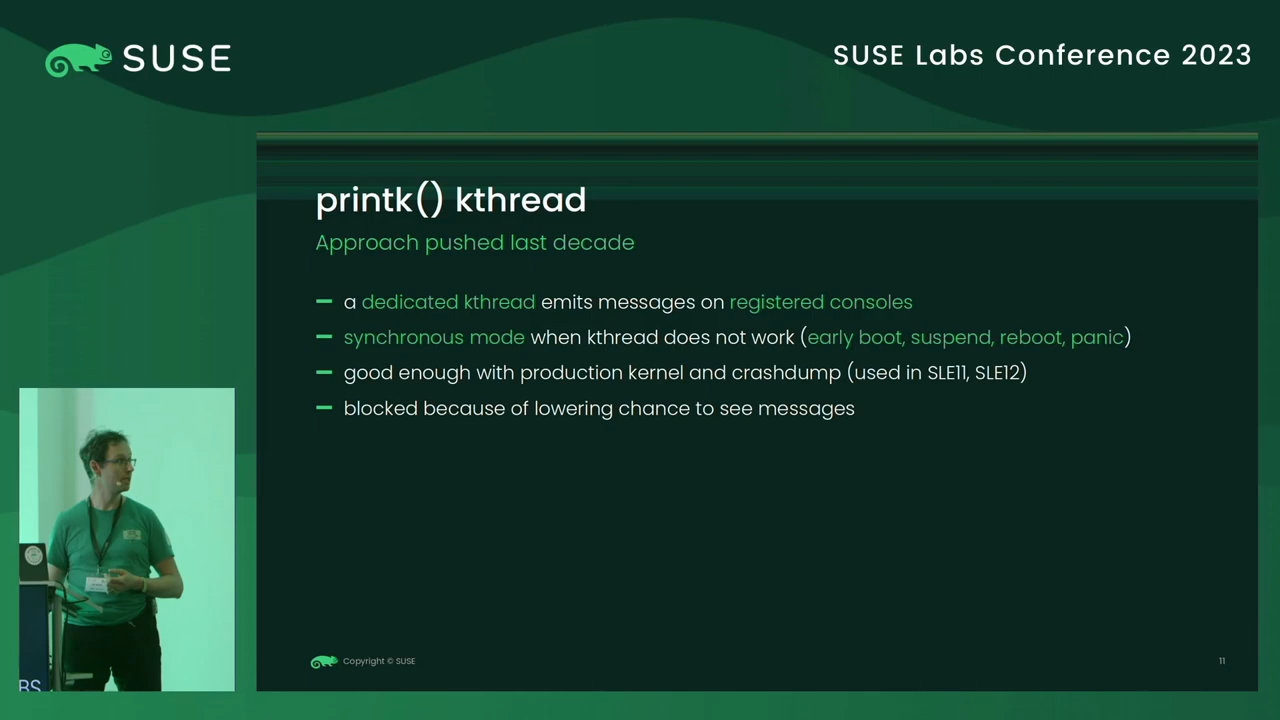 SUSE
SUSE Labs Conference 2023
printk() kthread
Approach pushed last decade
a dedicated kthread emits messages on registered consoles
synchronous mode when kthread does not work (early boot, suspend, reboot, panic)
good enough with production kernel and crashdump (used in SLE11, SLE12)
blocked because of lowering chance to see messages
BS
Copyright © SUSE
11